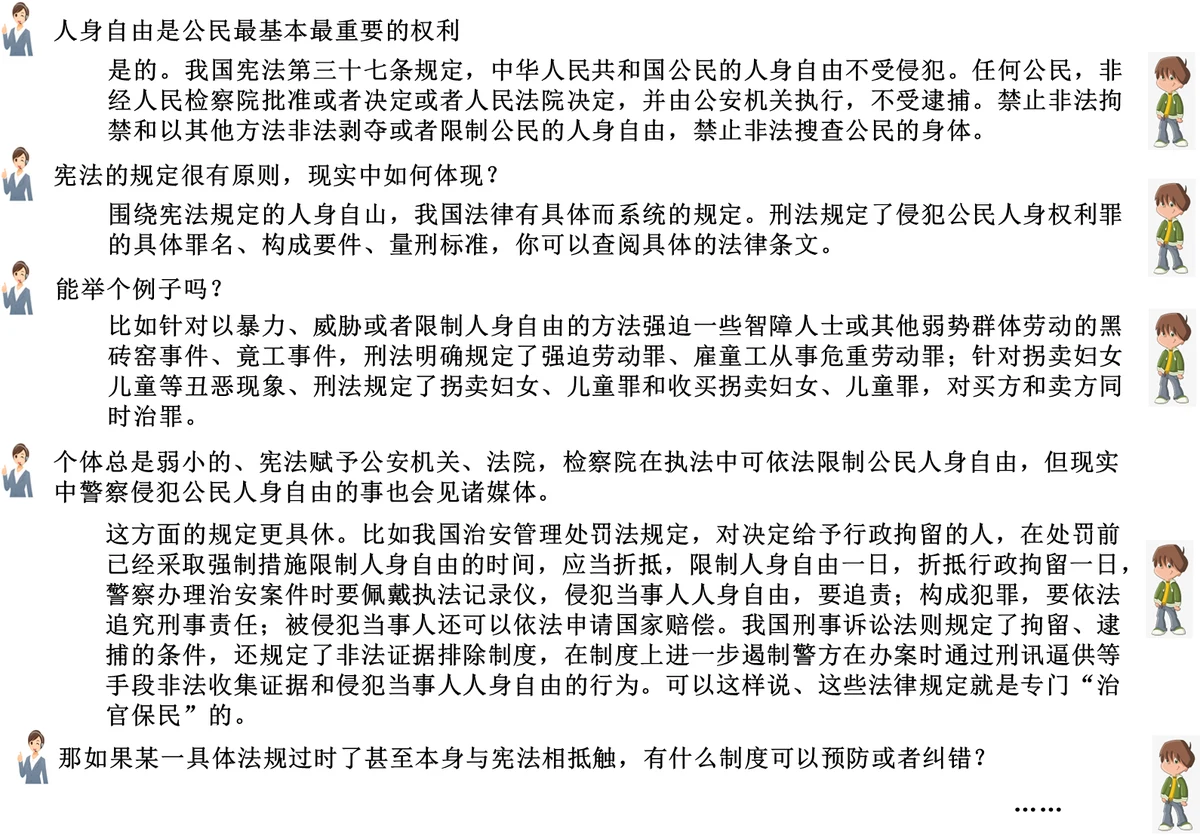 人身自由是公民最基本最重要的权利
是的。我国宪法第三十七条规定，中华人民共和国公民的人身自由不受侵犯。任何公民，非
经人民检察院批准或者决定或者人民法院决定，并由公安机关执行，不受逮捕。禁止非法拘
禁和以其他方法非法剥夺或者限制公民的人身自由，禁止非法搜查公民的身体。
宪法的规定很有原则，现实中如何体现？
围绕宪法规定的人身自山，我国法律有具体而系统的规定。刑法规定了侵犯公民人身权利罪
的具体罪名、构成要件、量刑标准，你可以查阅具体的法律条文。
能举个例子吗？
比如针对以暴力、威胁或者限制人身自由的方法强迫一些智障人士或其他弱势群体劳动的黑
砖窑事件、竟工事件，刑法明确规定了强迫劳动罪、雇童工从事危重劳动罪；针对拐卖妇女
儿童等丑恶现象、刑法规定了拐卖妇女、儿童罪和收买拐卖妇女、儿童罪，对买方和卖方同
时治罪。
个体总是弱小的、宪法赋予公安机关、法院，检察院在执法中可依法限制公民人身自由，但现实
中警察侵犯公民人身自由的事也会见诸媒体。
这方面的规定更具休。比如我国治安管理处罚法规定，对决定给予行政拘留的人，在处罚前
已经采取强制措施限制人身自由的时间，应当折抵，限制人身自由一日，折抵行政拘留一日，
警察办理治安案件时要佩戴执法记录仪，侵犯当事人人身自由，要追责；构成犯罪，要依法
追究刑事责任；被侵犯当事人还可以依法申请国家赔偿。我国刑事诉讼法则规定了拘留、逮
捕的条件，还规定了非法证据排除制度，在制度上进一步遏制警方在办案时通过刑讯逼供等
手段非法收集证据和侵犯当事人人身自由的行为。可以这样说、这些法律规定就是专门“治
官保民”的。
那如果某一具体法规过时了甚至本身与宪法相抵触，有什么制度可以预防或者纠错？
……